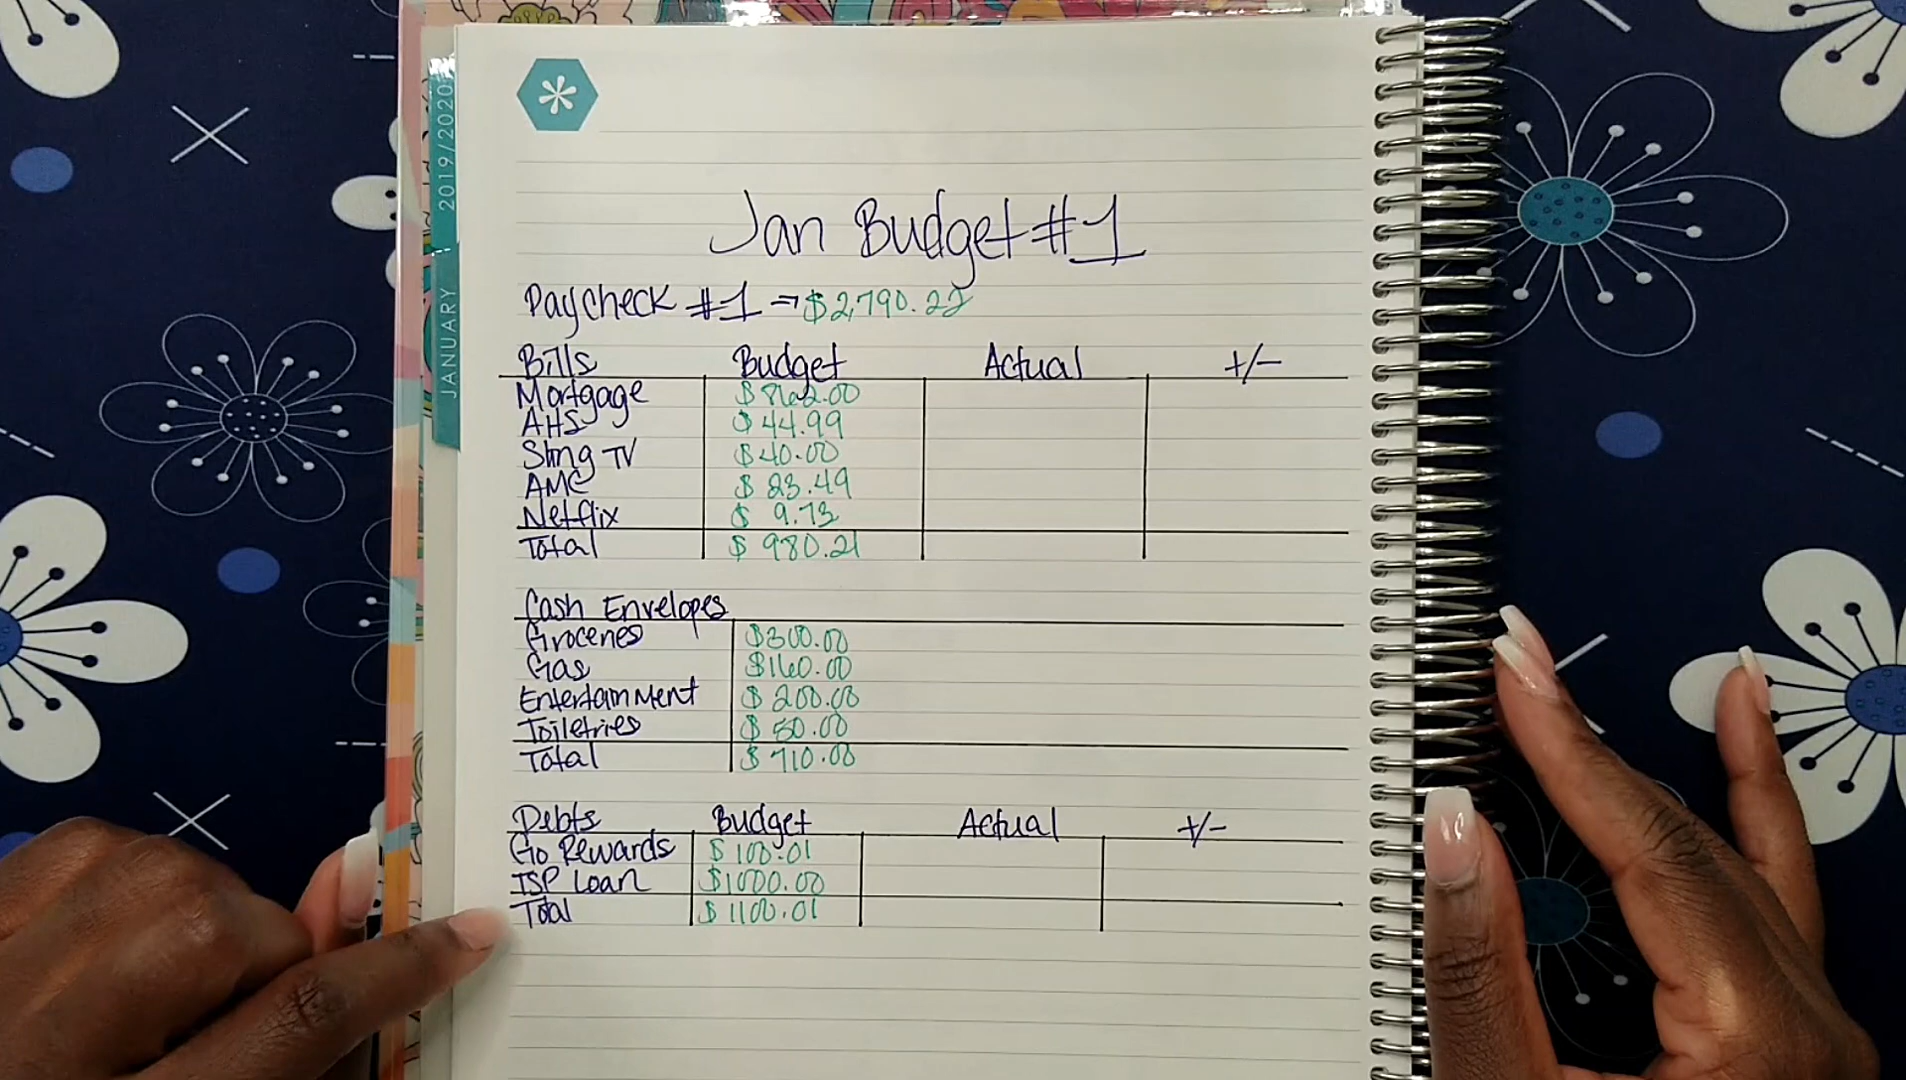 2019/2020
JANUARY
Jan Budget #1
Paycheck #1 → $2,790.22
Bills Budget Actual +/-
Mortgage $862.00
AHS $44.99
Sling TV $40.00
AMC $23.49
Netflix $9.73
Total $980.21
Cash Envelopes
Groceries $300.00
Gas $160.00
Entertainment $200.00
Toiletries $50.00
Total $710.00
Debts Budget Actual +/-
Go Rewards $100.01
TSP Loan $1000.00
Total $1100.01